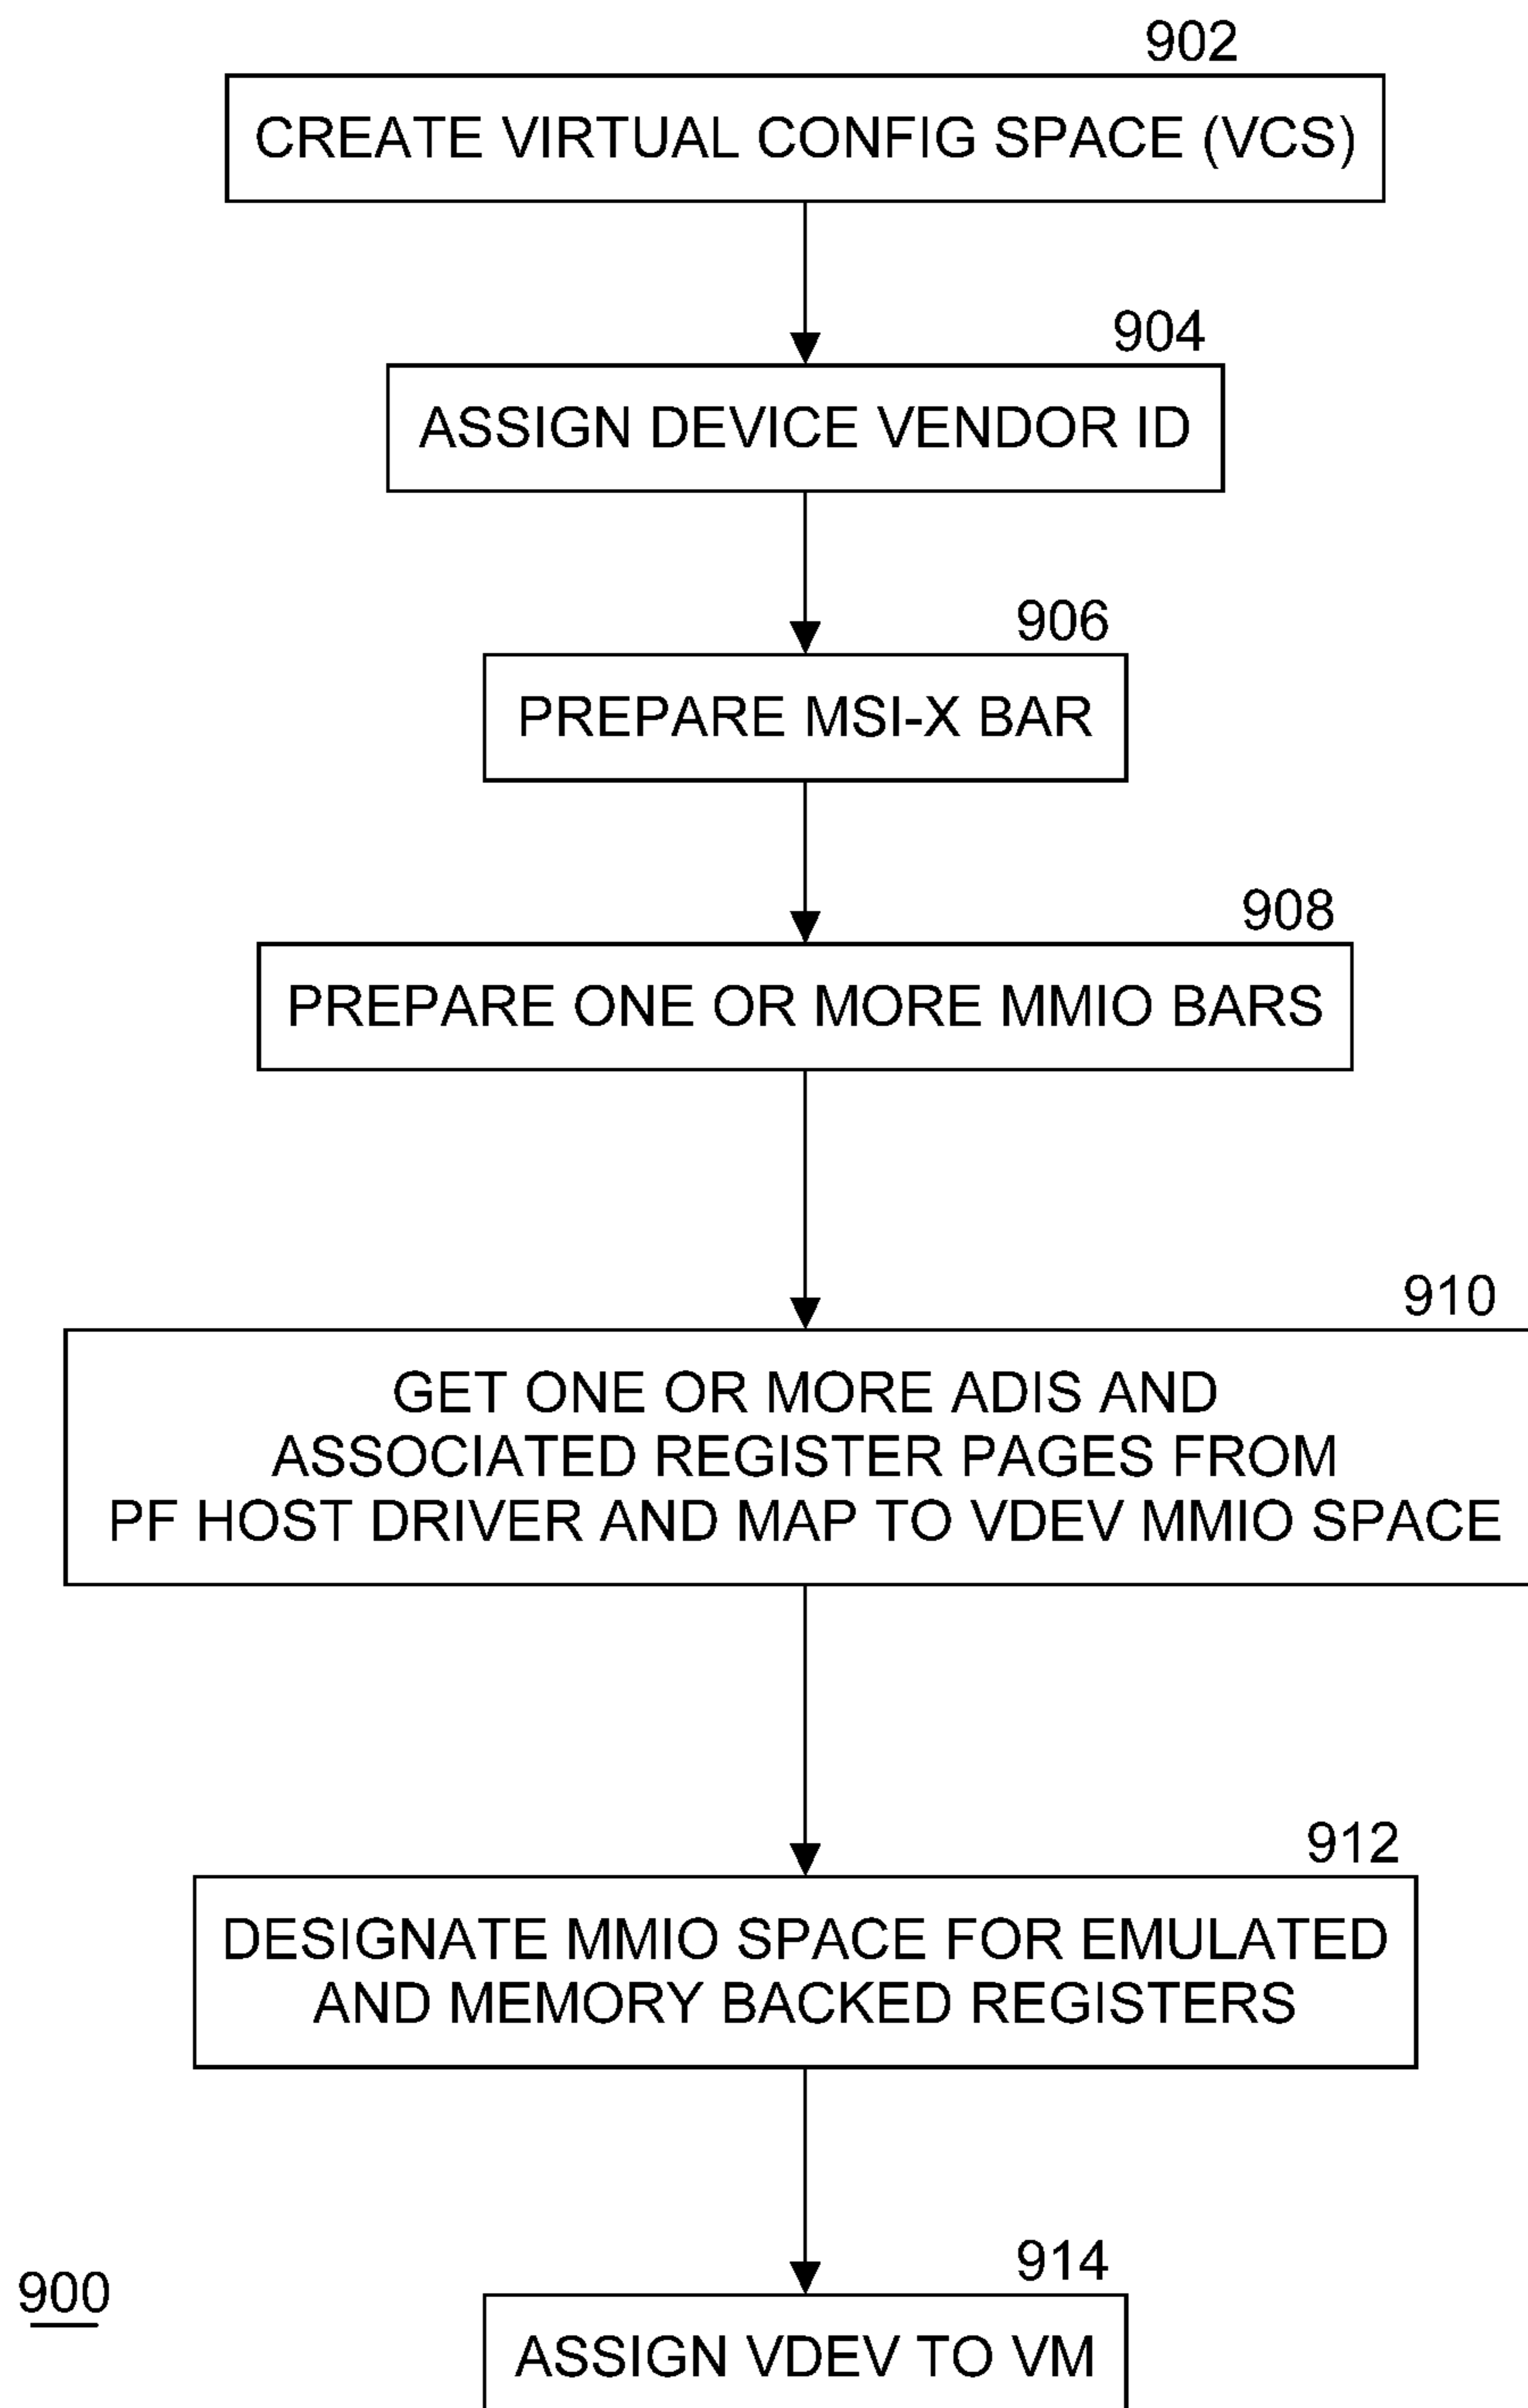 902
CREATE VIRTUAL CONFIG SPACE (VCS)
904
ASSIGN DEVICE VENDOR ID
906
PREPARE MSI-X BAR
908
PREPARE ONE OR MORE MMIO BARS
910
GET ONE OR MORE ADIS AND
ASSOCIATED REGISTER PAGES FROM
PF HOST DRIVER AND MAP TO VDEV MMIO SPACE
912
DESIGNATE MMIO SPACE FOR EMULATED
AND MEMORY BACKED REGISTERS
914
900
ASSIGN VDEV TO VM